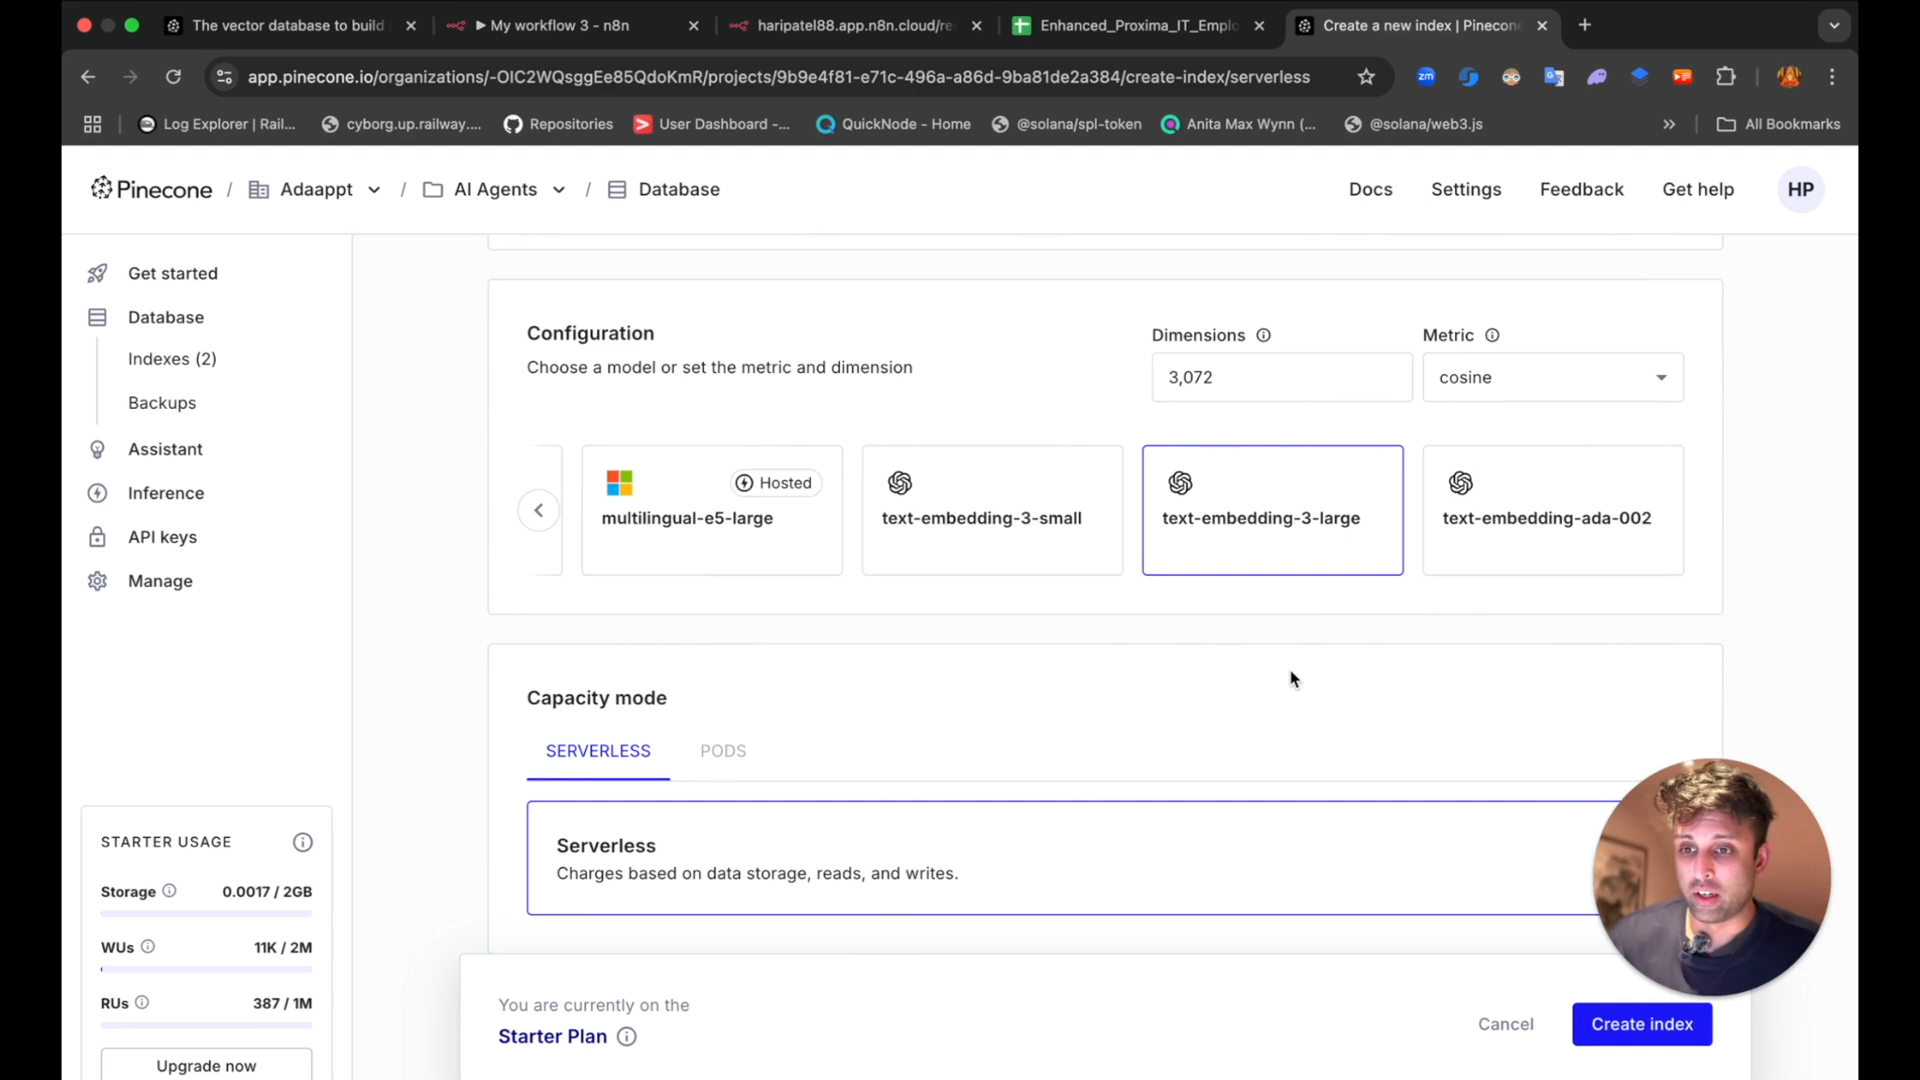 The vector database to build
My workflow 3 - n8n
haripatel88.app.n8n.cloud/re
Enhanced_Proxima_IT_Emplo
Create a new index | Pinecone
app.pinecone.io/organizations/-OIC2WQsggEe85QdoKmR/projects/9b9e4f81-e71c-496a-a86d-9ba81de2a384/create-index/serverless
zm
Log Explorer | Rail...
cyborg.up.railway....
Repositories
User Dashboard -...
QuickNode - Home
@solana/spl-token
Anita Max Wynn (...
@solana/web3.js
All Bookmarks
Pinecone / Adaappt / AI Agents / Database
Docs
Settings
Feedback
Get help
HP
Get started
Database
Indexes (2)
Backups
Assistant
Inference
API keys
Manage
STARTER USAGE
Storage 0.0017 / 2GB
WUs 11K / 2M
RUs 387 / 1M
Upgrade now
Configuration
Choose a model or set the metric and dimension
Dimensions
3,072
Metric
cosine
Hosted
multilingual-e5-large
text-embedding-3-small
text-embedding-3-large
text-embedding-ada-002
Capacity mode
SERVERLESS
PODS
Serverless
Charges based on data storage, reads, and writes.
You are currently on the
Starter Plan
Cancel
Create index